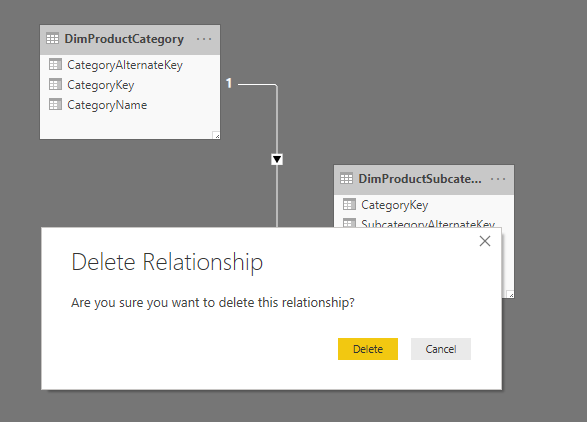 DimProductCategory ...
CategoryAlternateKey
CategoryKey
CategoryName
1
DimProductSubcate... ...
CategoryKey
SubcategoryAlternateKey
Delete Relationship
Are you sure you want to delete this relationship?
Delete
Cancel